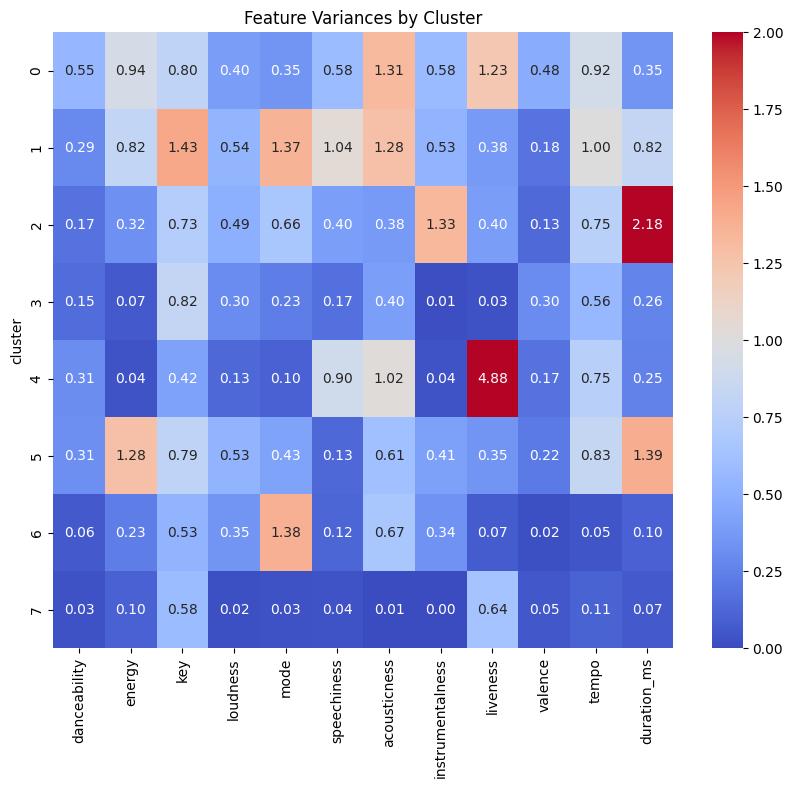 Feature Variances by Cluster
0 0.55 0.94 0.80 0.40 0.35 0.58 1.31 0.58 1.23 0.48 0.92 0.35
1 0.29 0.82 1.43 0.54 1.37 1.04 1.28 0.53 0.38 0.18 1.00 0.82
2 0.17 0.32 0.73 0.49 0.66 0.40 0.38 1.33 0.40 0.13 0.75 2.18
3 0.15 0.07 0.82 0.30 0.23 0.17 0.40 0.01 0.03 0.30 0.56 0.26
4 0.31 0.04 0.42 0.13 0.10 0.90 1.02 0.04 4.88 0.17 0.75 0.25
5 0.31 1.28 0.79 0.53 0.43 0.13 0.61 0.41 0.35 0.22 0.83 1.39
6 0.06 0.23 0.53 0.35 1.38 0.12 0.67 0.34 0.07 0.02 0.05 0.10
7 0.03 0.10 0.58 0.02 0.03 0.04 0.01 0.00 0.64 0.05 0.11 0.07
cluster
danceability
energy
key
loudness
mode
speechiness
acousticness
instrumentalness
liveness
valence
tempo
duration_ms
2.00
1.75
1.50
1.25
1.00
0.75
0.50
0.25
0.00